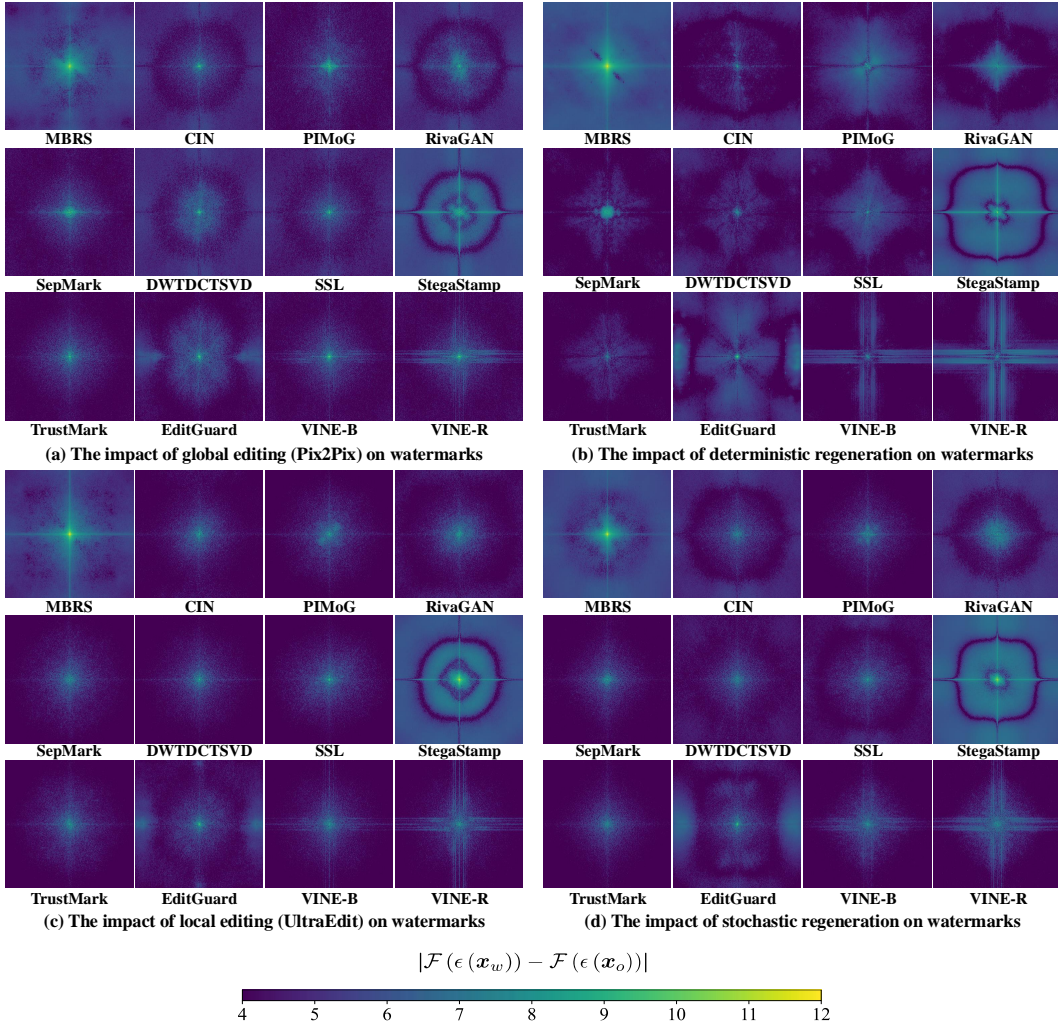 MBRS CIN PIMoG RivaGAN
SepMark DWTDCTSVD SSL StegaStamp
TrustMark EditGuard VINE-B VINE-R
(a) The impact of global editing (Pix2Pix) on watermarks
MBRS CIN PIMoG RivaGAN
SepMark DWTDCTSVD SSL StegaStamp
TrustMark EditGuard VINE-B VINE-R
(b) The impact of deterministic regeneration on watermarks
MBRS CIN PIMoG RivaGAN
SepMark DWTDCTSVD SSL StegaStamp
TrustMark EditGuard VINE-B VINE-R
(c) The impact of local editing (UltraEdit) on watermarks
MBRS CIN PIMoG RivaGAN
SepMark DWTDCTSVD SSL StegaStamp
TrustMark EditGuard VINE-B VINE-R
(d) The impact of stochastic regeneration on watermarks
|ℱ (ϵ (𝒙_w)) − ℱ (ϵ (𝒙_o))|
4 5 6 7 8 9 10 11 12